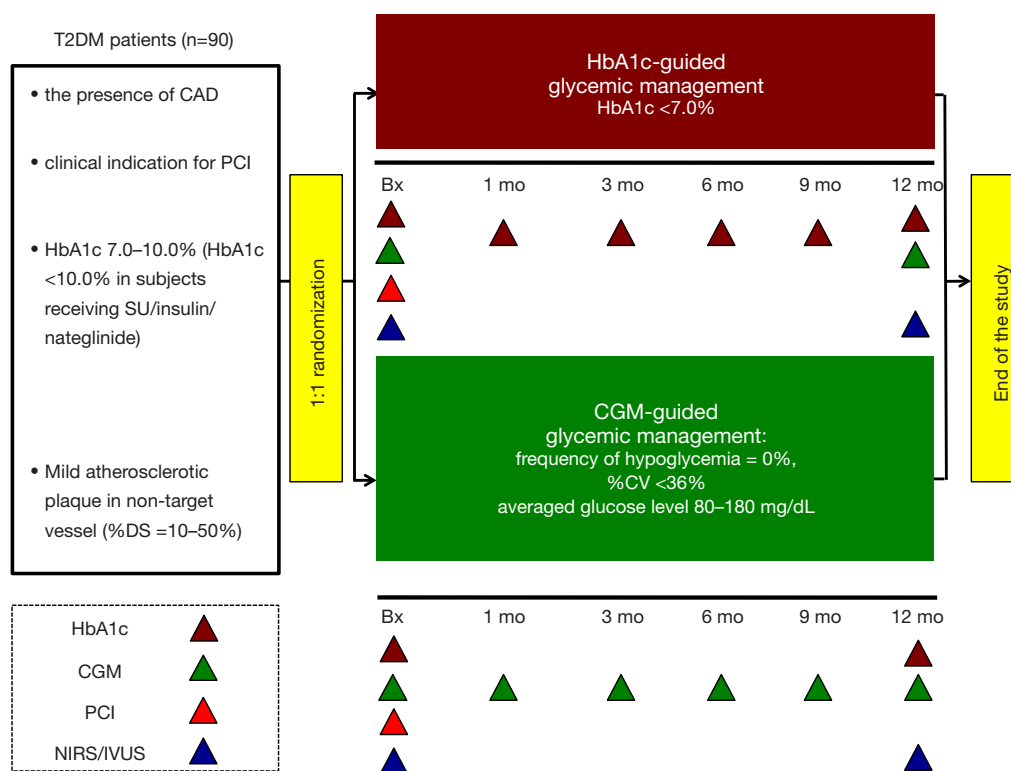 T2DM patients (n=90)
• the presence of CAD
• clinical indication for PCI
• HbA1c 7.0–10.0% (HbA1c
<10.0% in subjects
receiving SU/insulin/
nateglinide)
• Mild atherosclerotic
plaque in non-target
vessel (%DS =10–50%)
1:1 randomization
HbA1c-guided
glycemic management
HbA1c <7.0%
Bx 1 mo 3 mo 6 mo 9 mo 12 mo
CGM-guided
glycemic management:
frequency of hypoglycemia = 0%,
%CV <36%
averaged glucose level 80–180 mg/dL
Bx 1 mo 3 mo 6 mo 9 mo 12 mo
End of the study
HbA1c
CGM
PCI
NIRS/IVUS